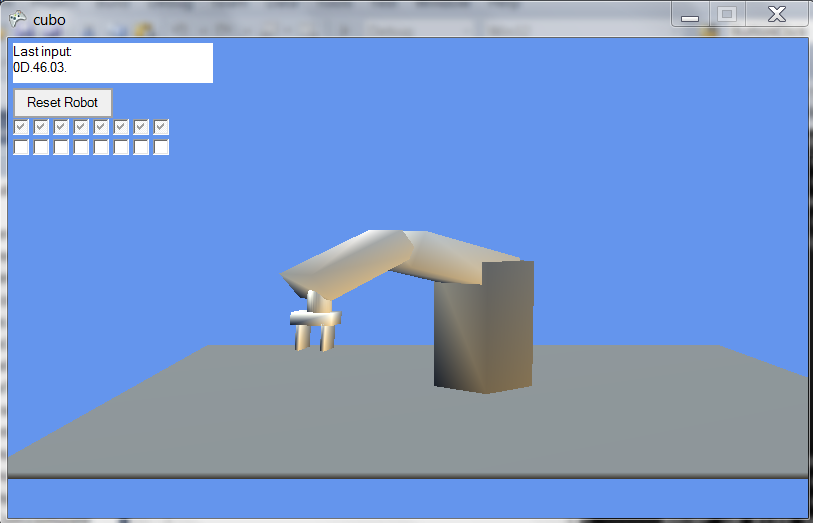 cubo
Last input:
0D.46.03.
Reset Robot